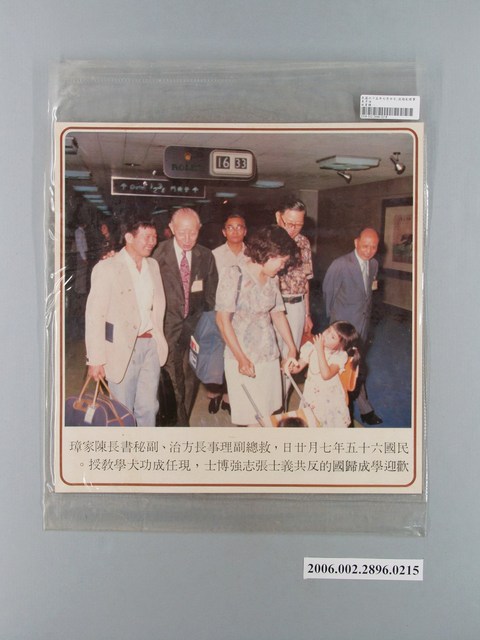 ROLEX 16 33
民國六十五年七月廿日，救總副理事長方治、副秘書長陳家璋
歡迎學成歸國的反共義士張志強博士，現任成功大學教授。
2006.002.2896.0215